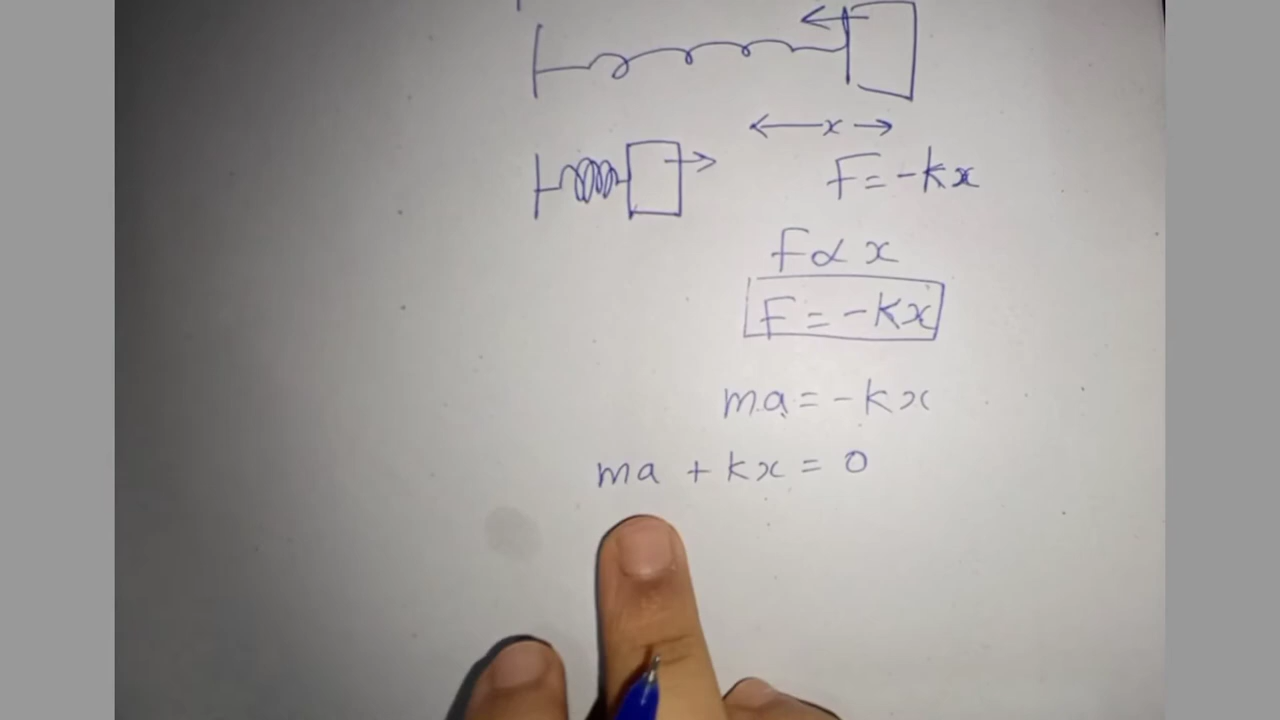 x
F = -kx
F ∝ x
F = -kx
ma = -kx
ma + kx = 0